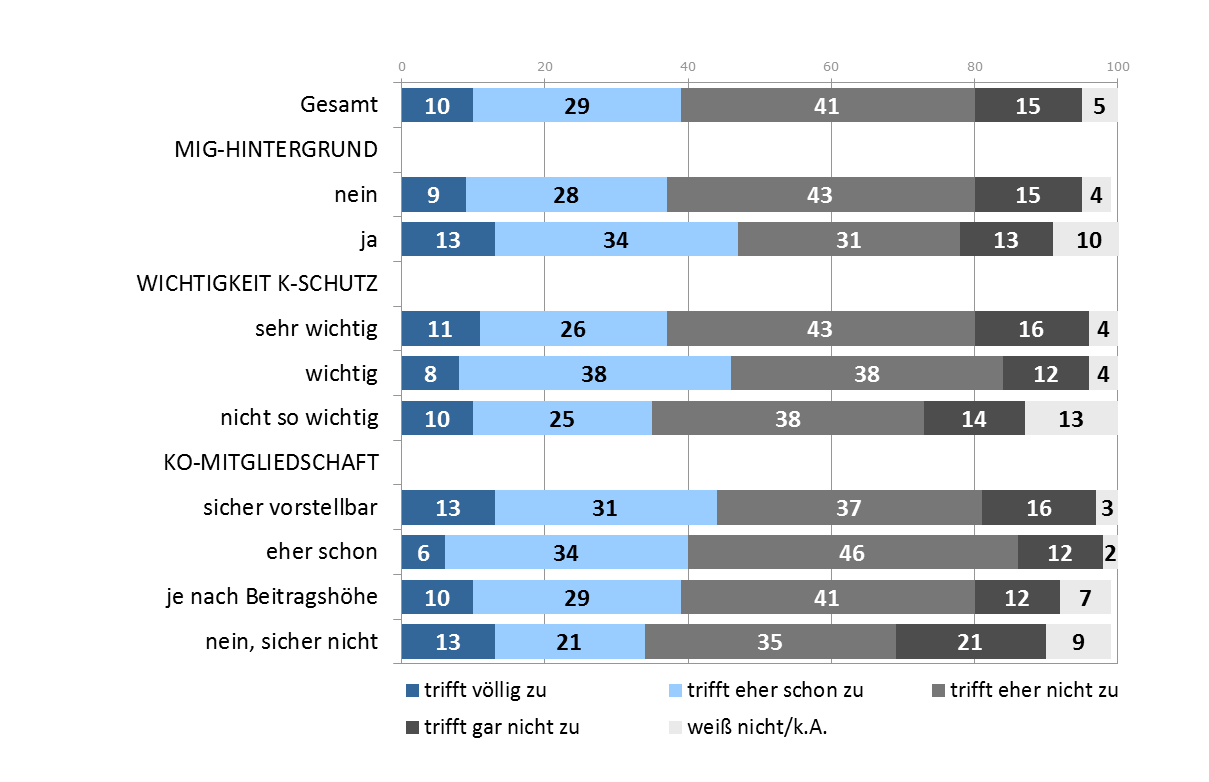 0 20 40 60 80 100
Gesamt 10 29 41 15 5
MIG-HINTERGRUND
nein 9 28 43 15 4
ja 13 34 31 13 10
WICHTIGKEIT K-SCHUTZ
sehr wichtig 11 26 43 16 4
wichtig 8 38 38 12 4
nicht so wichtig 10 25 38 14 13
KO-MITGLIEDSCHAFT
sicher vorstellbar 13 31 37 16 3
eher schon 6 34 46 12 2
je nach Beitragshöhe 10 29 41 12 7
nein, sicher nicht 13 21 35 21 9
trifft völlig zu trifft eher schon zu trifft eher nicht zu
trifft gar nicht zu weiß nicht/k.A.